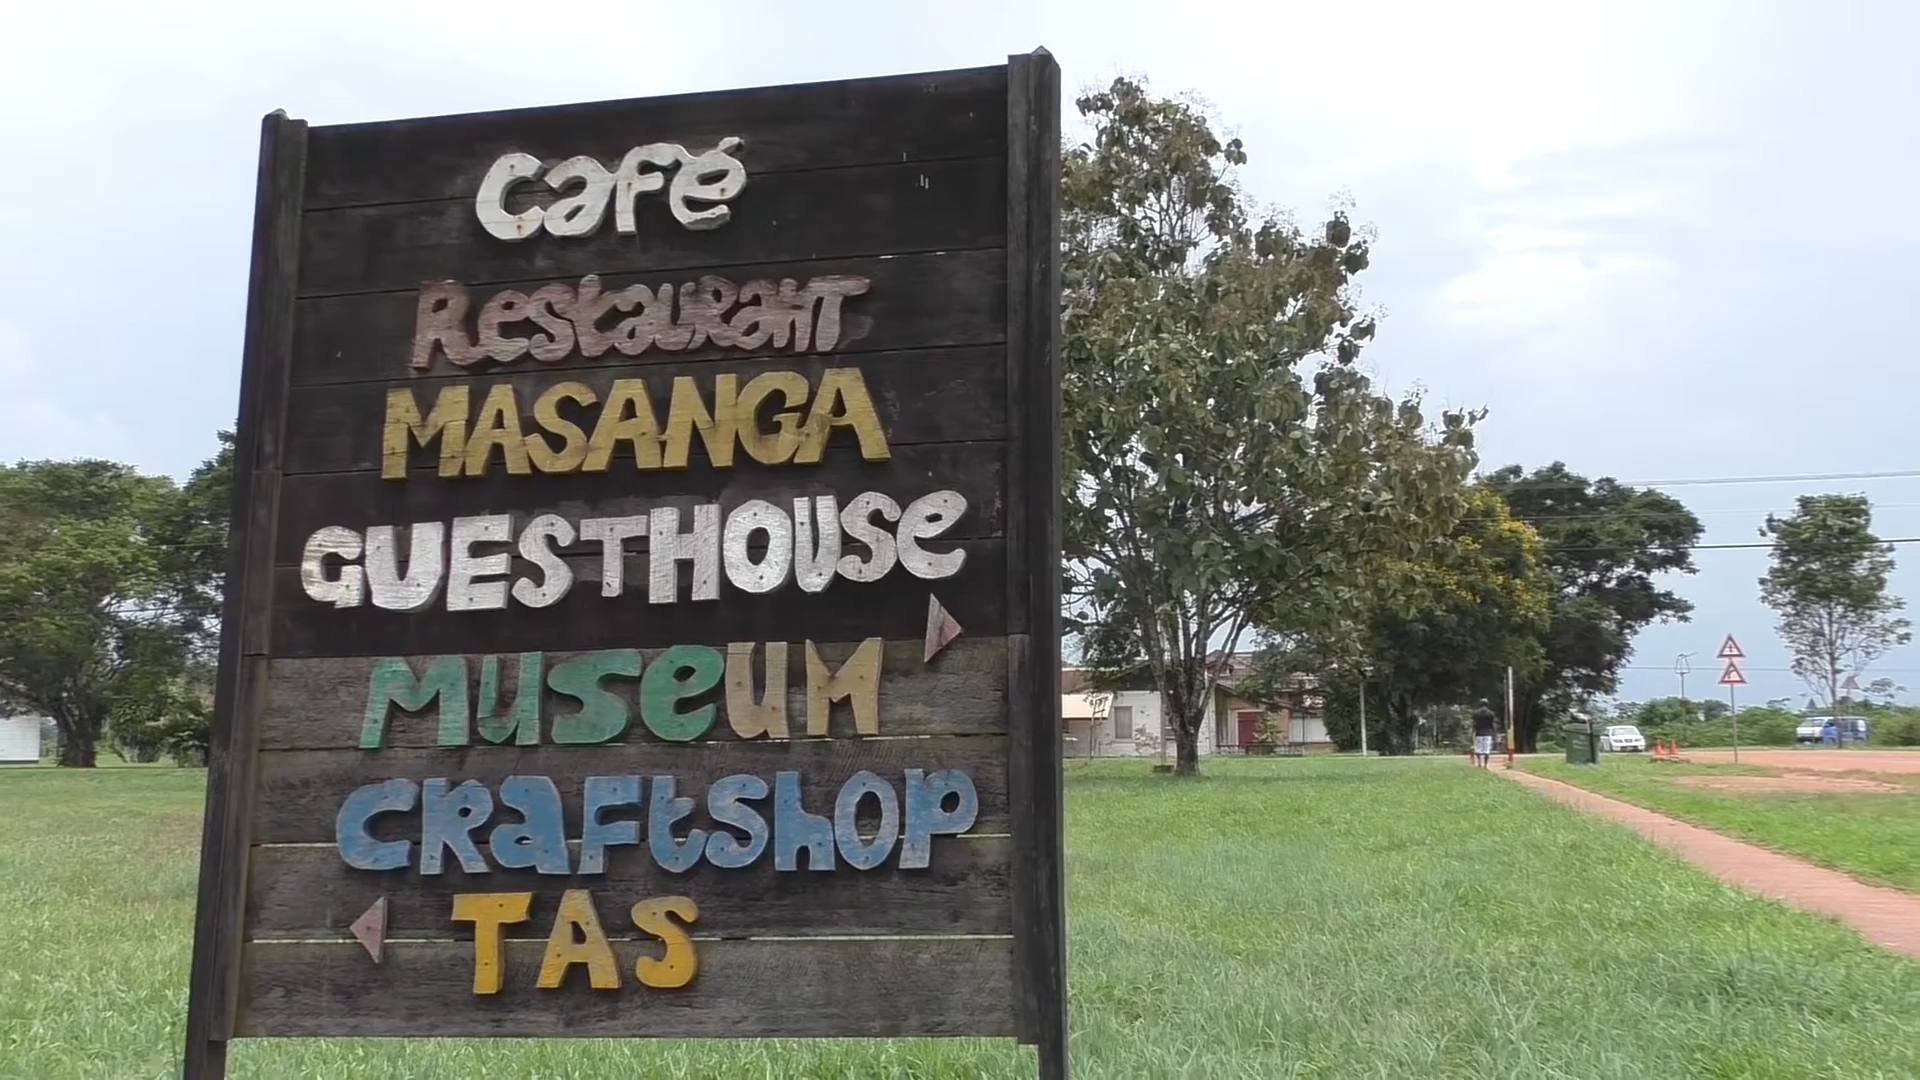 Café
Restaurant
MASANGA
GUESTHOUSe
MUSeUM
CRaFtShOP
TAS